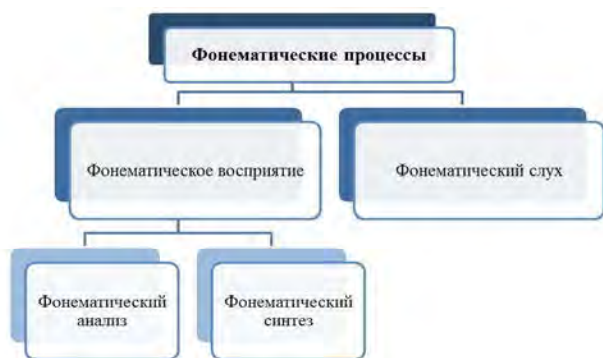 Фонематические процессы
Фонематическое восприятие
Фонематический слух
Фонематический
анализ
Фонематический
синтез